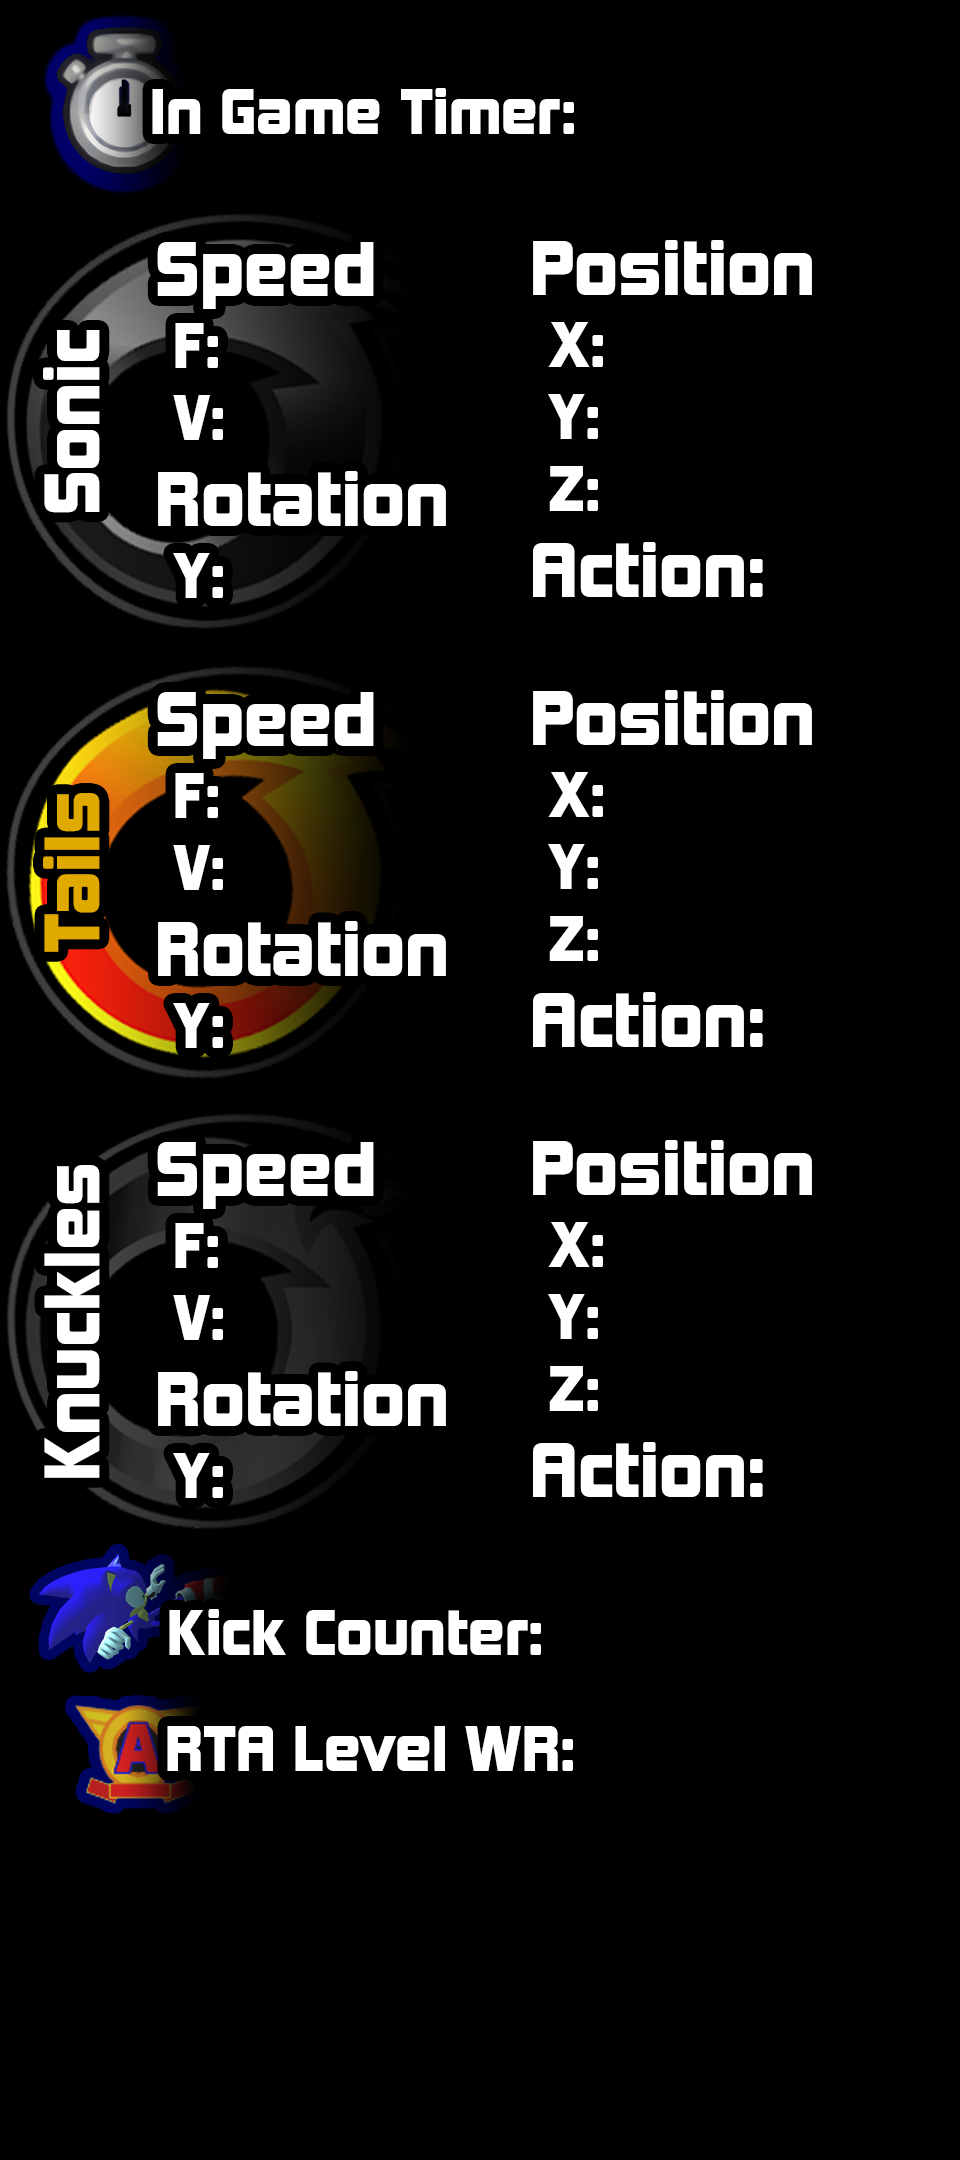 In Game Timer:
Sonic
Speed
F:
V:
Rotation
Y:
Position
X:
Y:
Z:
Action:
Tails
Speed
F:
V:
Rotation
Y:
Position
X:
Y:
Z:
Action:
Knuckles
Speed
F:
V:
Rotation
Y:
Position
X:
Y:
Z:
Action:
Kick Counter:
A
RTA Level WR: